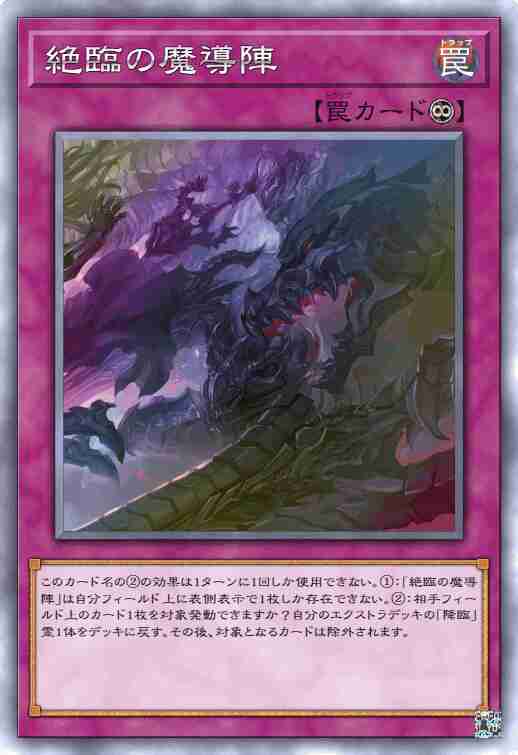 絶臨の魔導陣
トラップ
罠
【罠カード】
このカード名の②の効果は1ターンに1回しか使用できない。①:「絶臨の魔導
陣」は自分フィールド上に表側表示で1枚しか存在できない。②:相手フィー
ルド上のカード1枚を対象発動できますか?自分のエクストラデッキの「降臨」
霊1体をデッキに戻す。その後、対象となるカードは除外されます。